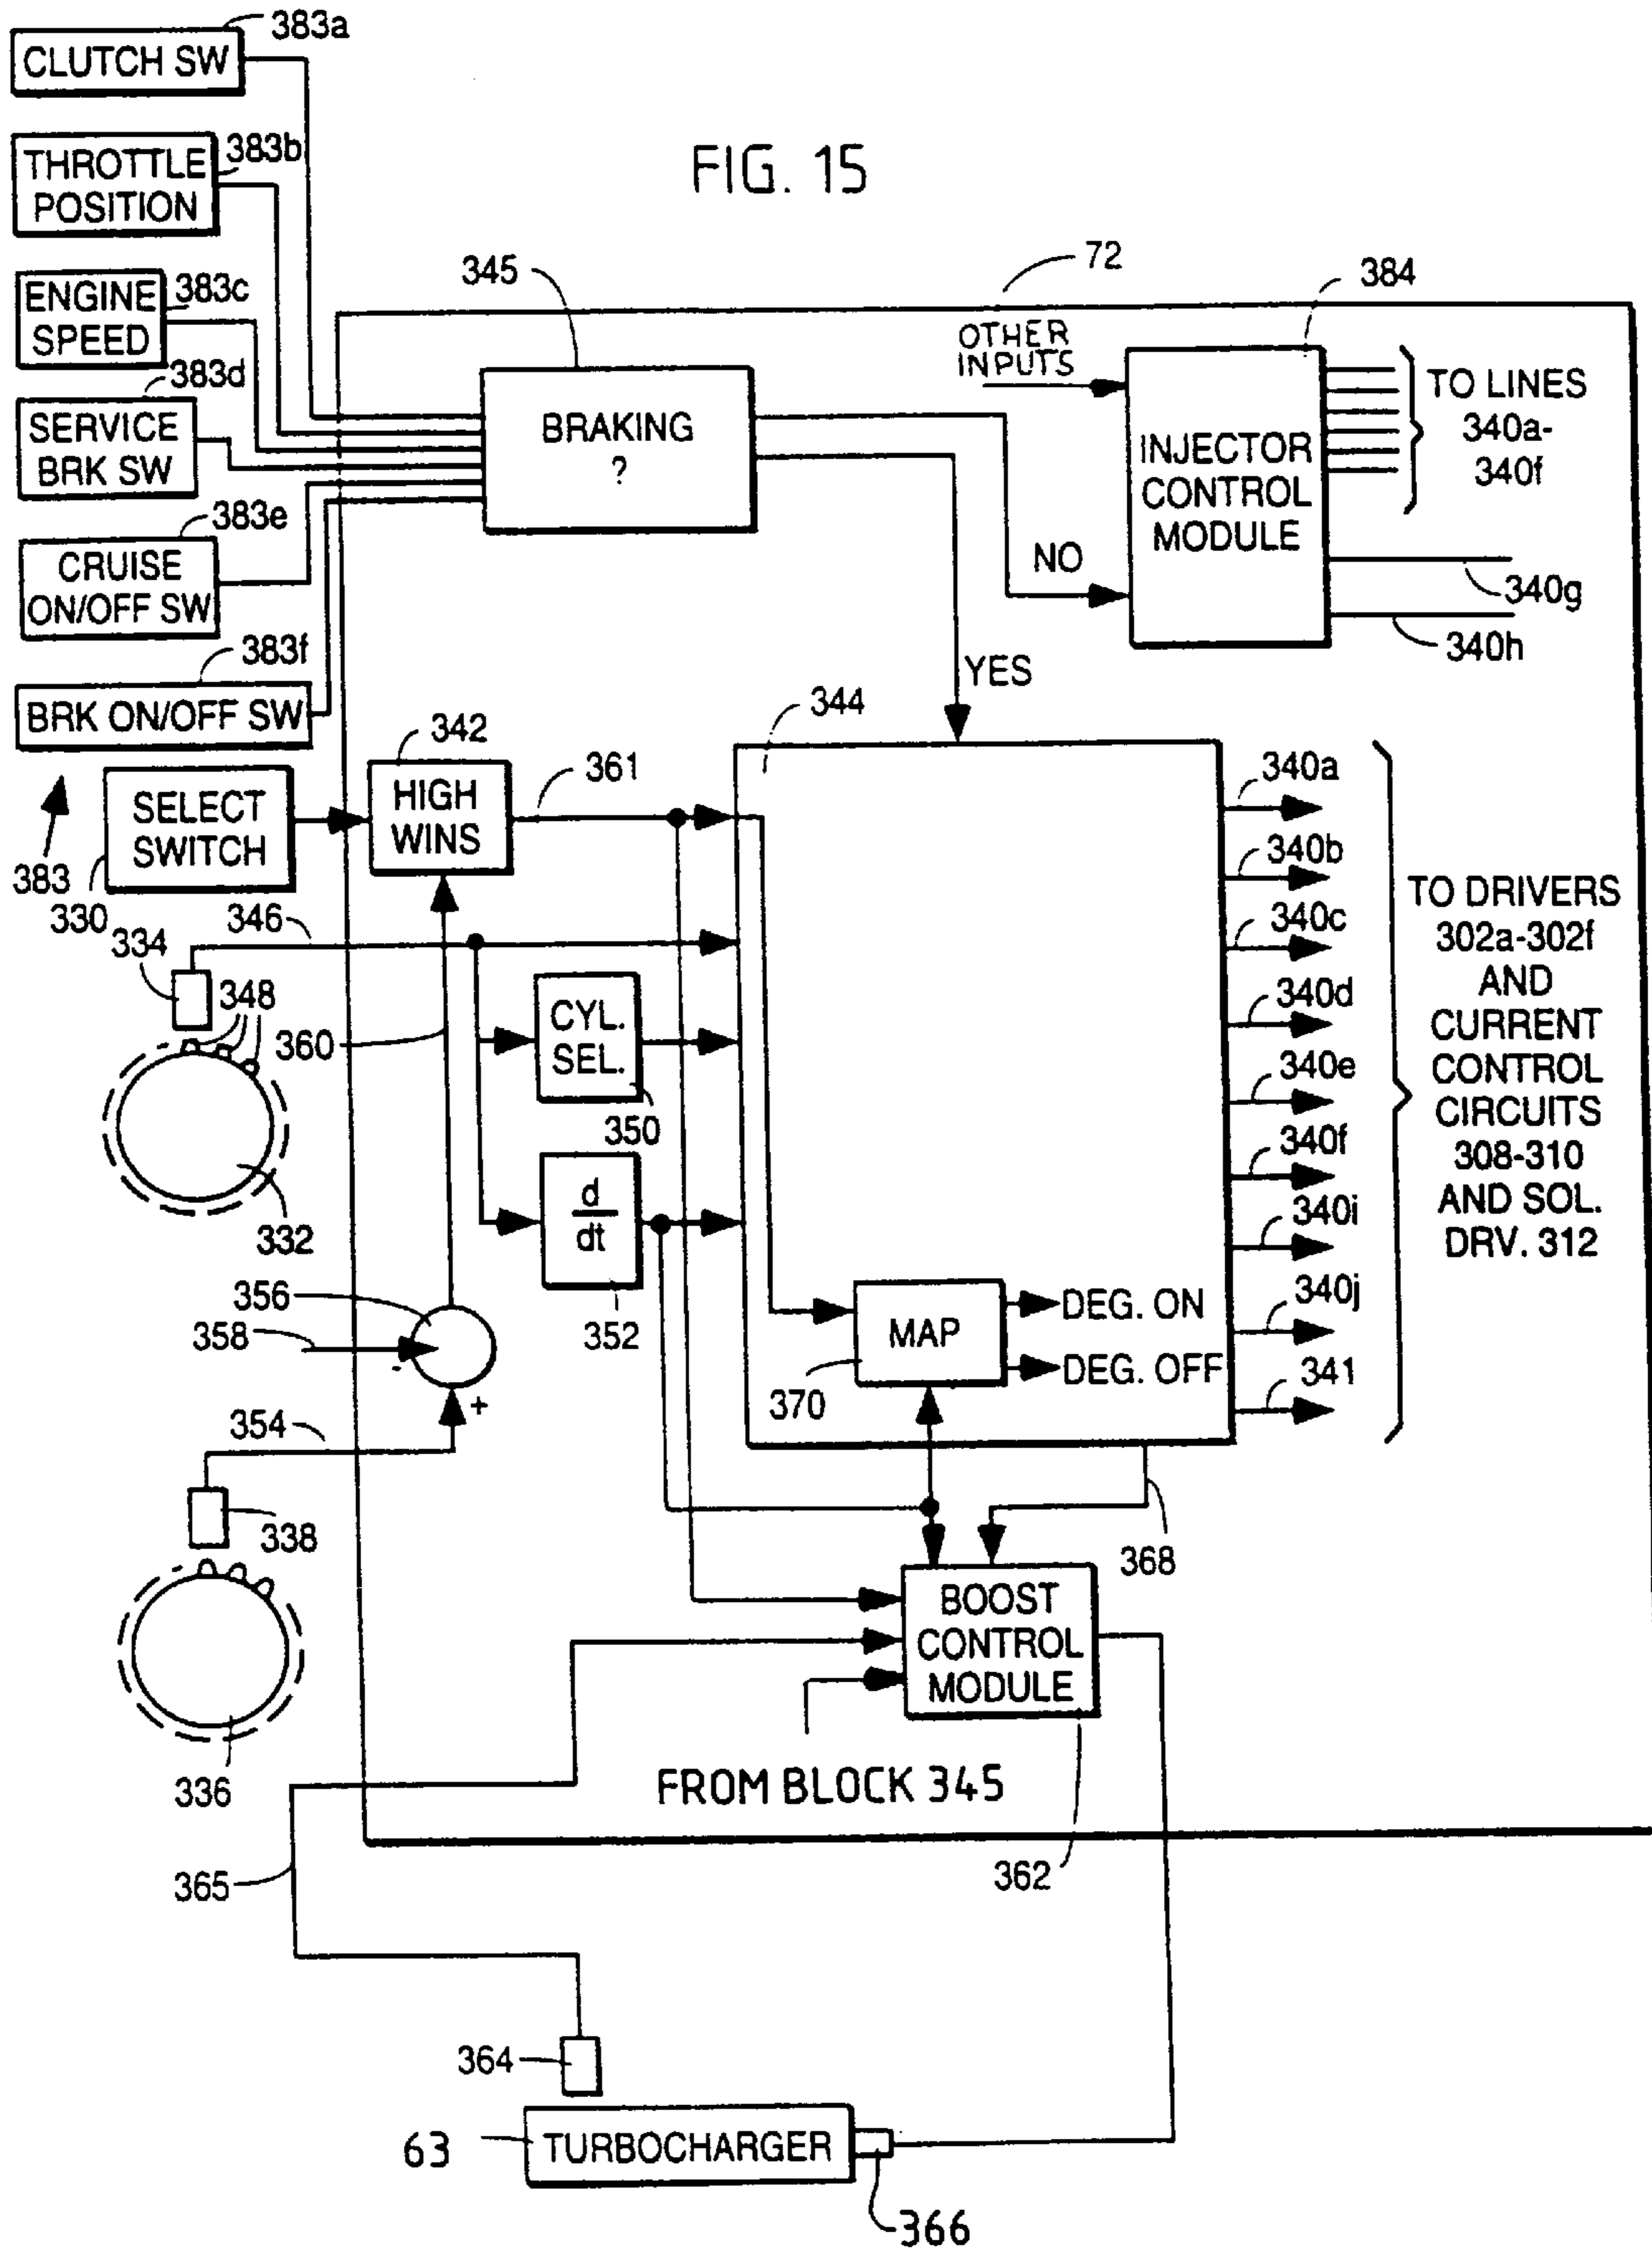 383a
CLUTCH SW
THROTTLE
POSITION
383b
FIG. 15
ENGINE
SPEED
383c
383d
SERVICE
BRK SW
383e
CRUISE
ON/OFF SW
383f
BRK ON/OFF SW
383
SELECT
SWITCH
330
345
BRAKING
?
72
384
OTHER
INPUTS
INJECTOR
CONTROL
MODULE
TO LINES
340a-
340f
340g
340h
NO
YES
344
342
HIGH
WINS
361
346
334
348
332
360
CYL.
SEL.
350
d
dt
352
356
358
-
+
354
338
336
MAP
370
DEG. ON
DEG. OFF
340a
340b
340c
340d
340e
340f
340i
340j
341
TO DRIVERS
302a-302f
AND
CURRENT
CONTROL
CIRCUITS
308-310
AND SOL.
DRV. 312
368
BOOST
CONTROL
MODULE
FROM BLOCK 345
362
365
364
63
TURBOCHARGER
366